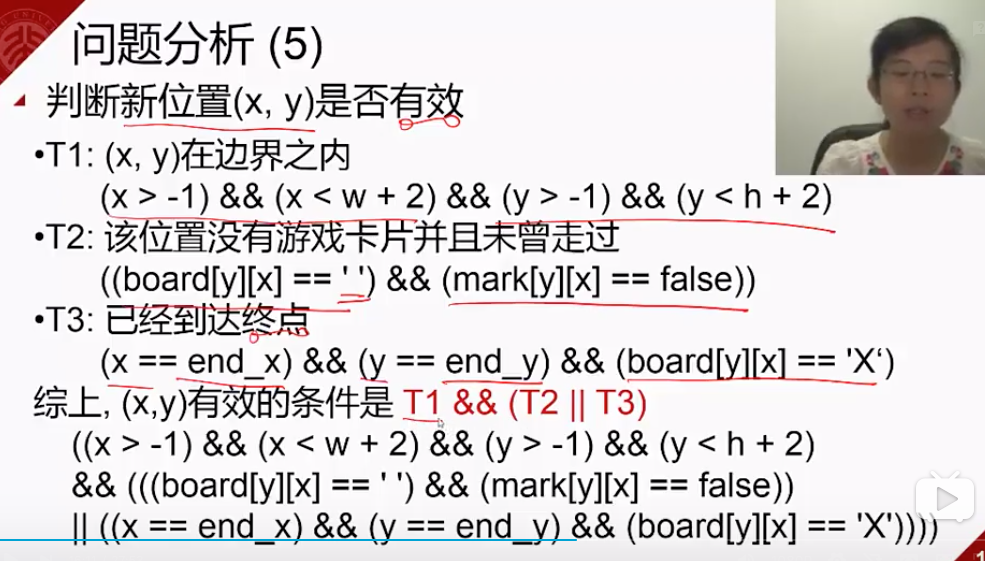 问题分析 (5)
判断新位置(x, y)是否有效
•T1: (x, y)在边界之内
(x > -1) && (x < w + 2) && (y > -1) && (y < h + 2)
•T2: 该位置没有游戏卡片并且未曾走过
((board[y][x] == ' ') && (mark[y][x] == false))
•T3: 已经到达终点
(x == end_x) && (y == end_y) && (board[y][x] == 'X‘)
综上, (x,y)有效的条件是 T1 && (T2 || T3)
((x > -1) && (x < w + 2) && (y > -1) && (y < h + 2)
&& (((board[y][x] == ' ') && (mark[y][x] == false))
|| ((x == end_x) && (y == end_y) && (board[y][x] == 'X'))))